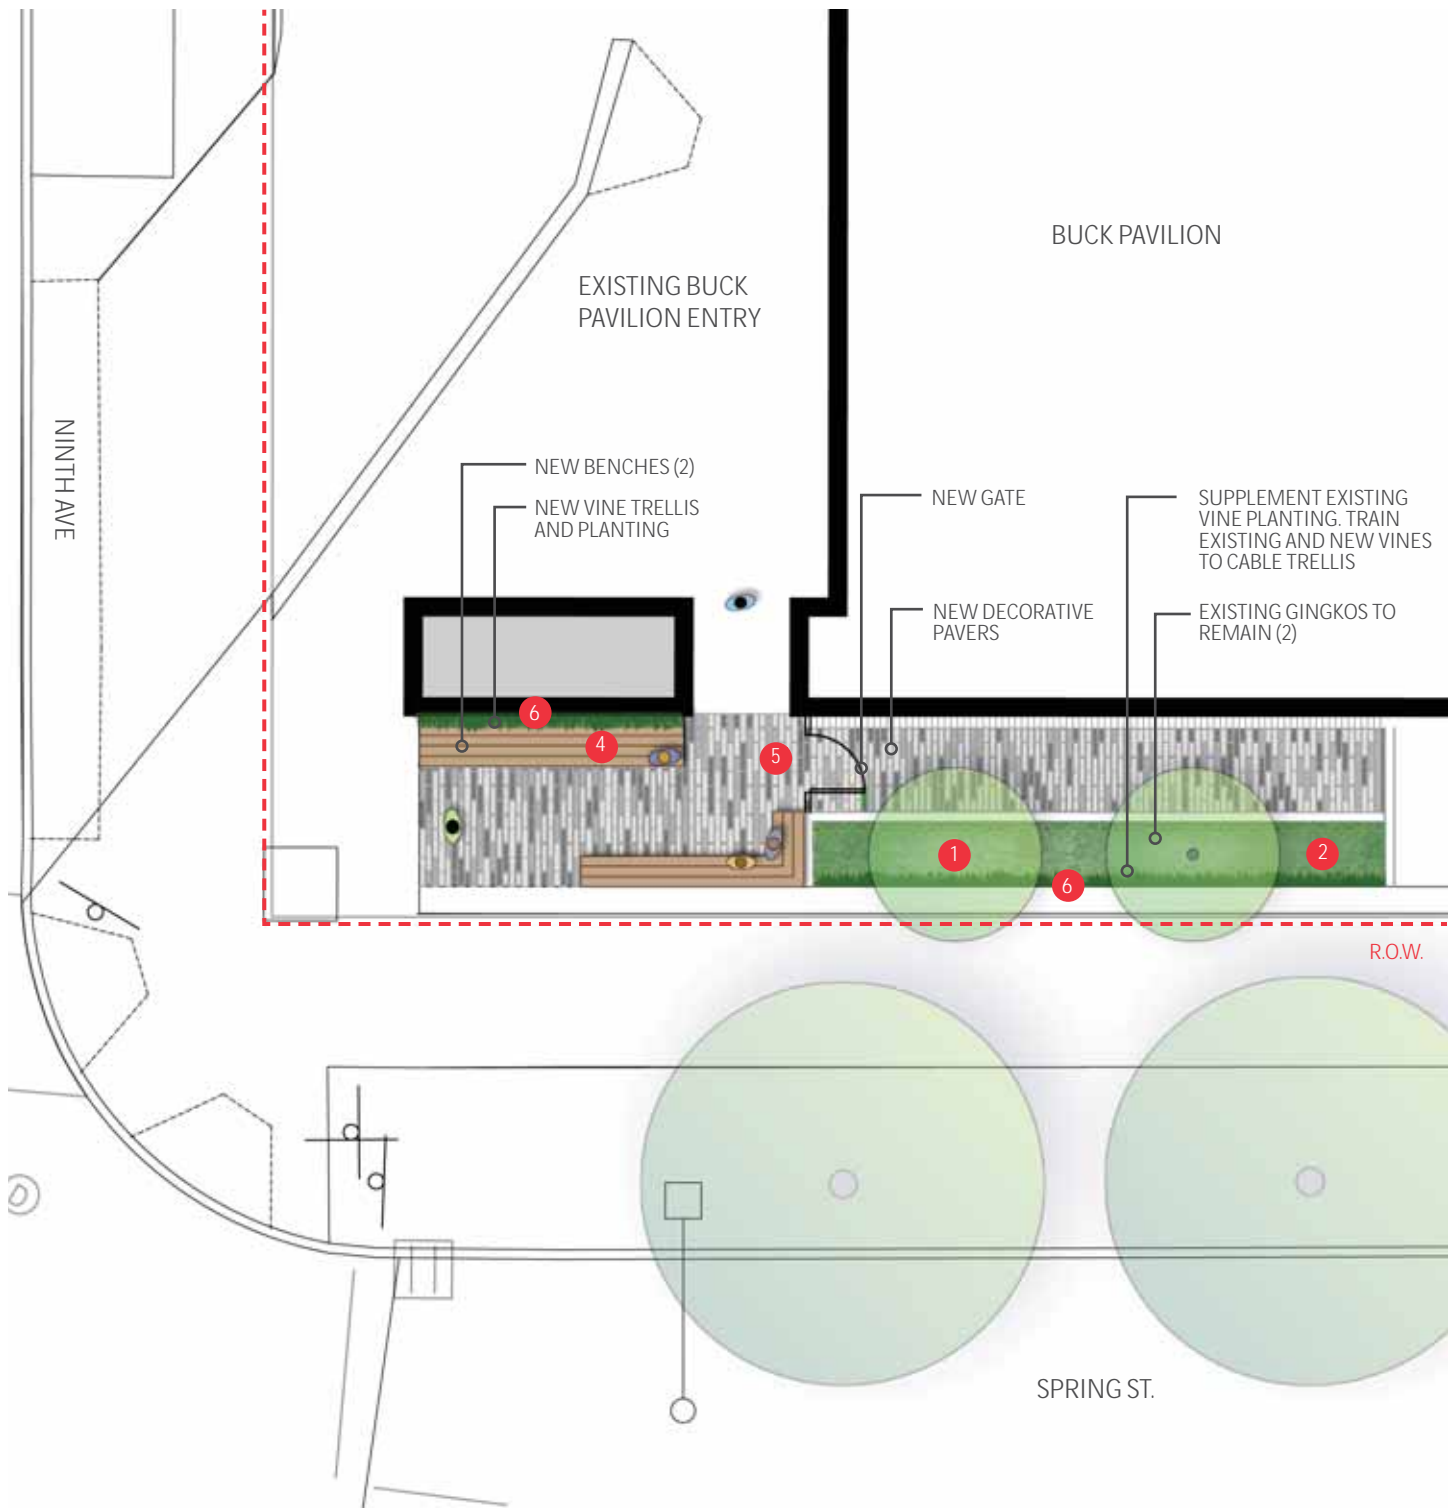 BUCK PAVILION
EXISTING BUCK
PAVILION ENTRY
NINTH AVE
NEW BENCHES (2)
NEW VINE TRELLIS
AND PLANTING
NEW GATE
SUPPLEMENT EXISTING
VINE PLANTING. TRAIN
EXISTING AND NEW VINES
TO CABLE TRELLIS
NEW DECORATIVE
PAVERS
EXISTING GINGKOS TO
REMAIN (2)
6
4
5
1
2
6
R.O.W.
D
SPRING ST.